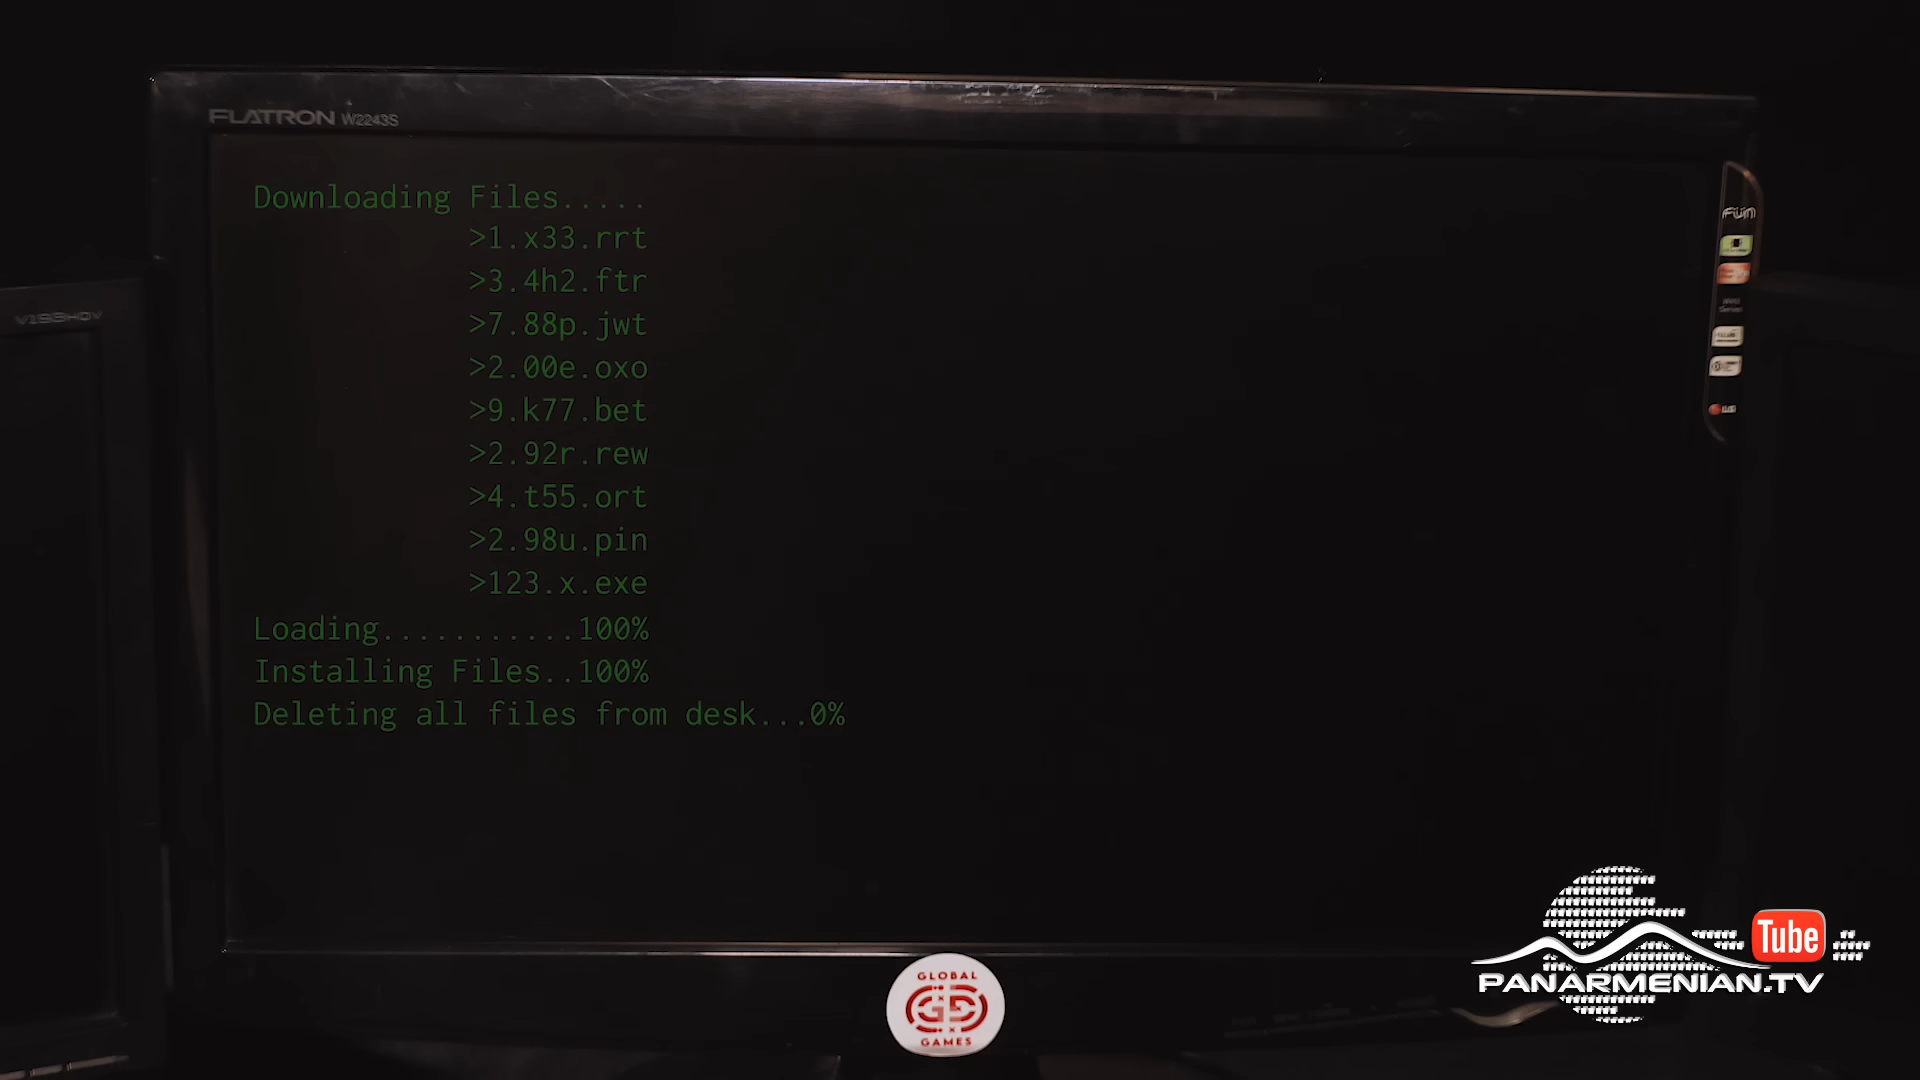 FLATRON W2243S
V193HQV
Downloading Files.....
>1.x33.rrt
>3.4h2.ftr
>7.88p.jwt
>2.00e.oxo
>9.k77.bet
>2.92r.rew
>4.t55.ort
>2.98u.pin
>123.x.exe
Loading...........100%
Installing Files..100%
Deleting all files from desk...0%
LG
GLOBAL
GAMES
Tube
PANARMENIAN.TV